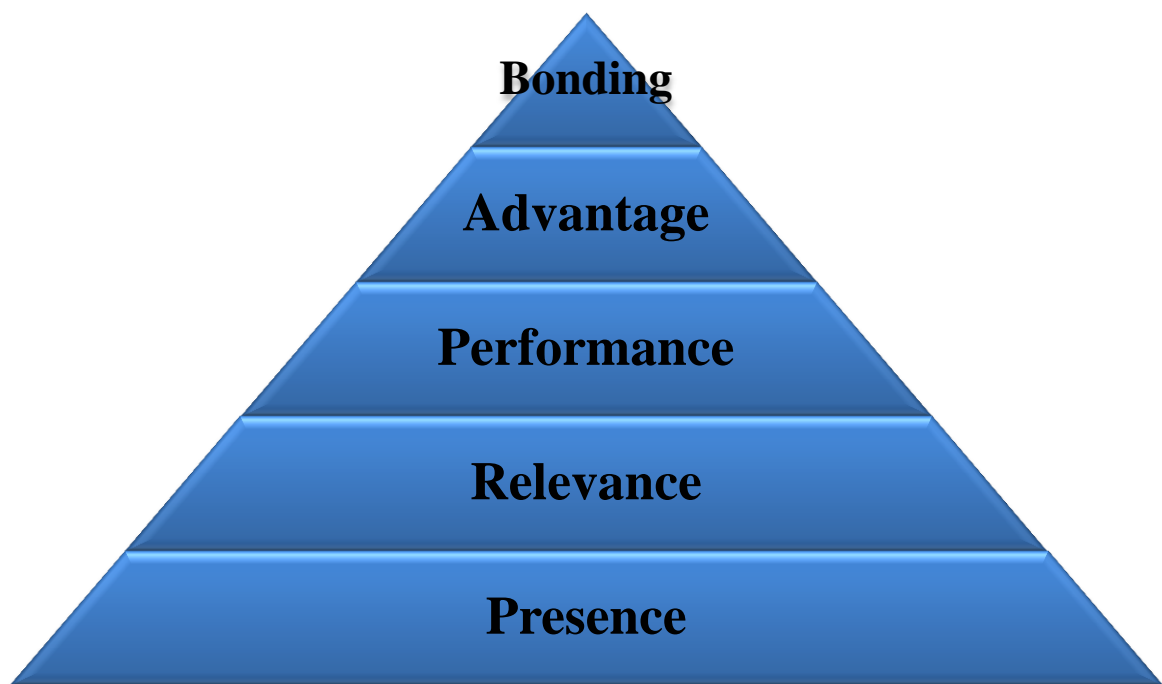 Bonding
Advantage
Performance
Relevance
Presence